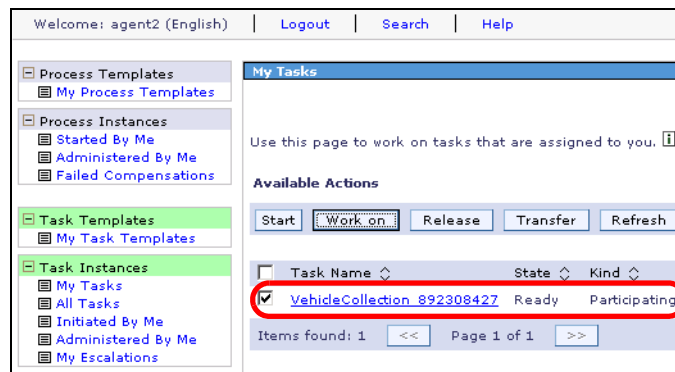 Welcome: agent2 (English) Logout Search Help
Process Templates
My Process Templates
Process Instances
Started By Me
Administered By Me
Failed Compensations
Task Templates
My Task Templates
Task Instances
My Tasks
All Tasks
Initiated By Me
Administered By Me
My Escalations
My Tasks
Use this page to work on tasks that are assigned to you. i
Available Actions
Start Work on Release Transfer Refresh
Task Name State Kind
VehicleCollection_892308427 Ready Participating
Items found: 1 << Page 1 of 1 >>